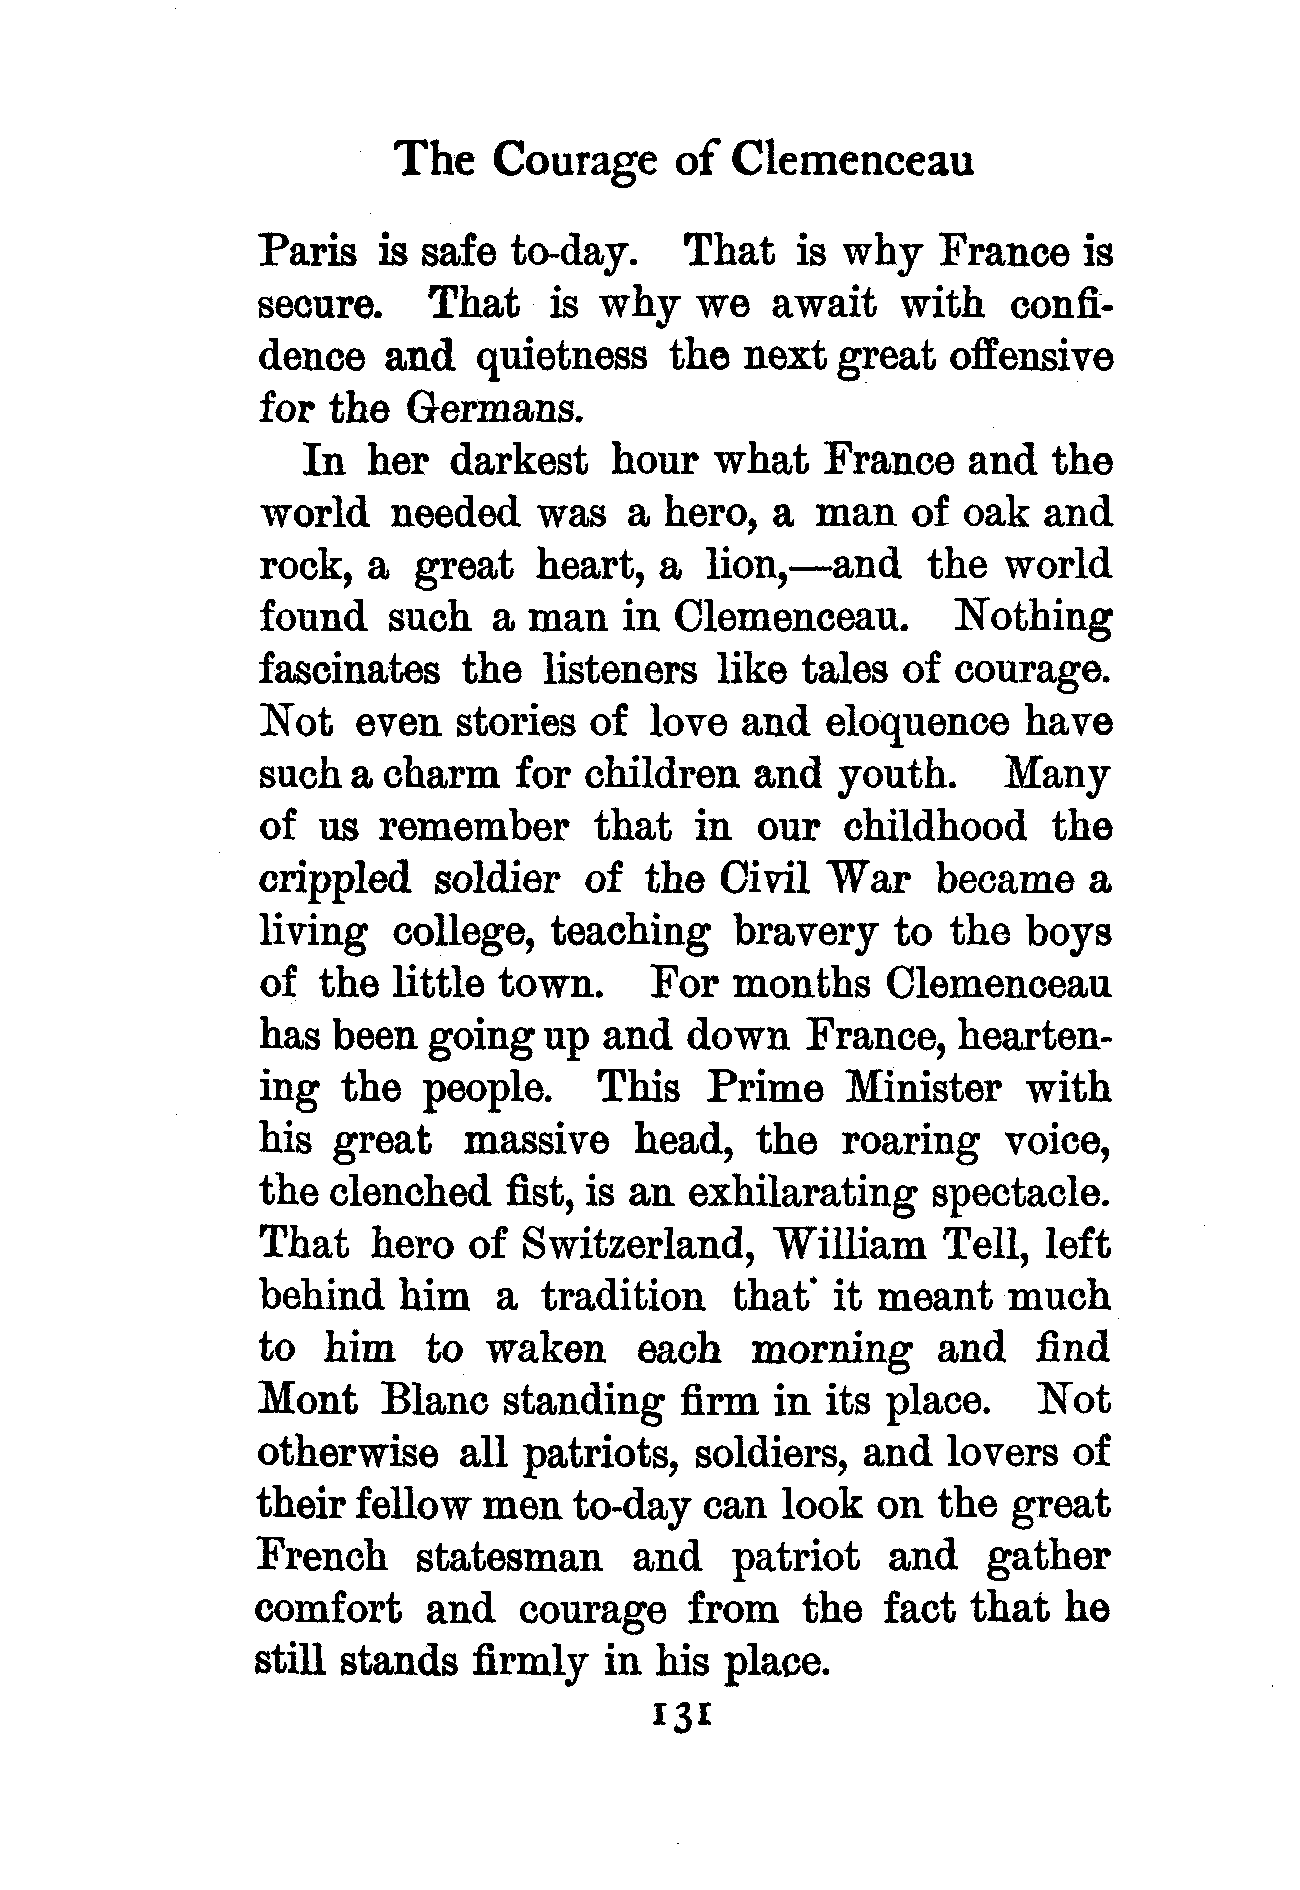 The Courage of Clemenceau
Paris is safe to-day. That is why France is
secure. That is why we await with confi-
dence and quietness the next great offensive
for the Germans.
In her darkest hour what France and the
world needed was a hero, a man of oak and
rock, a great heart, a lion,—and the world
found such a man in Clemenceau. Nothing
fascinates the listeners like tales of courage.
Not even stories of love and eloquence have
such a charm for children and youth. Many
of us remember that in our childhood the
crippled soldier of the Civil War became a
living college, teaching bravery to the boys
of the little town. For months Clemenceau
has been going up and down France, hearten-
ing the people. This Prime Minister with
his great massive head, the roaring voice,
the clenched fist, is an exhilarating spectacle.
That hero of Switzerland, William Tell, left
behind him a tradition that it meant much
to him to waken each morning and find
Mont Blanc standing firm in its place. Not
otherwise all patriots, soldiers, and lovers of
their fellow men to-day can look on the great
French statesman and patriot and gather
comfort and courage from the fact that he
still stands firmly in his place.
131